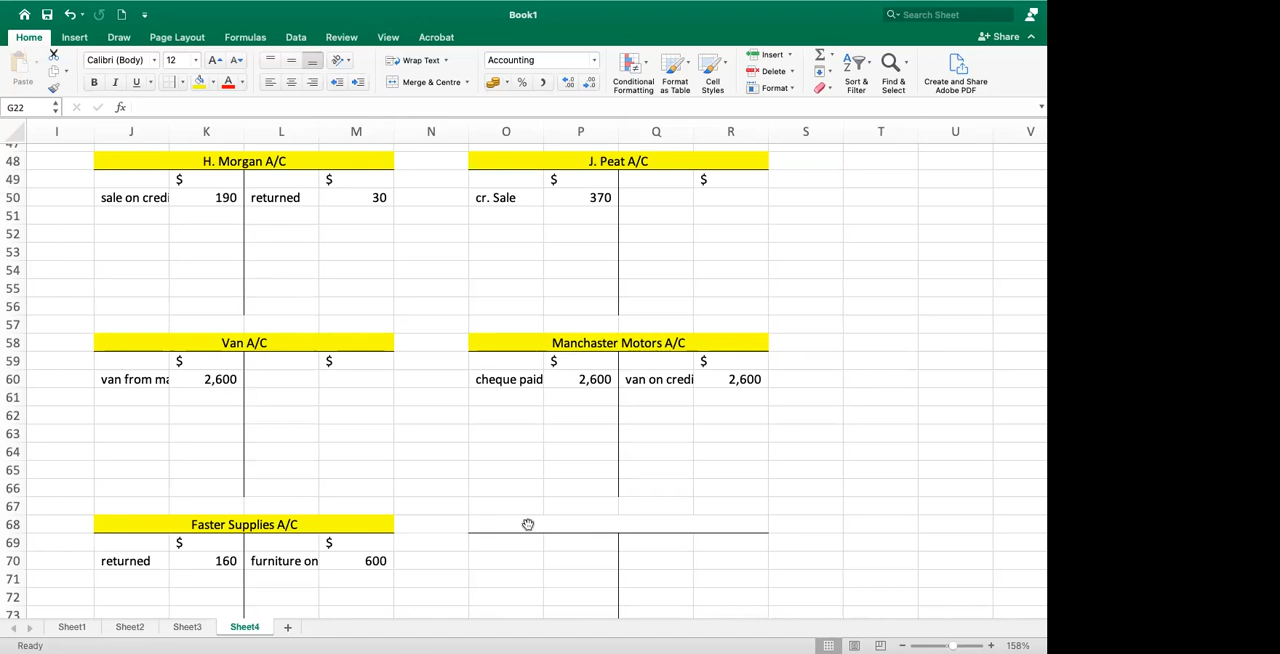 Book1
Search Sheet
Home Insert Draw Page Layout Formulas Data Review View Acrobat Share
Paste Calibri (Body) 12 A A Wrap Text Accounting Conditional Formatting Format as Table Cell Styles Insert Delete Format Sort & Filter Find & Select Create and Share Adobe PDF
B I U A Merge & Centre %
G22 fx
I J K L M N O P Q R S T U V
47
48 H. Morgan A/C J. Peat A/C
49 $ $ $ $
50 sale on credi 190 returned 30 cr. Sale 370
51
52
53
54
55
56
57
58 Van A/C Manchaster Motors A/C
59 $ $ $ $
60 van from ma 2,600 cheque paid 2,600 van on credi 2,600
61
62
63
64
65
66
67
68 Faster Supplies A/C
69 $ $
70 returned 160 furniture on 600
71
72
73
Sheet1 Sheet2 Sheet3 Sheet4 +
Ready 158%